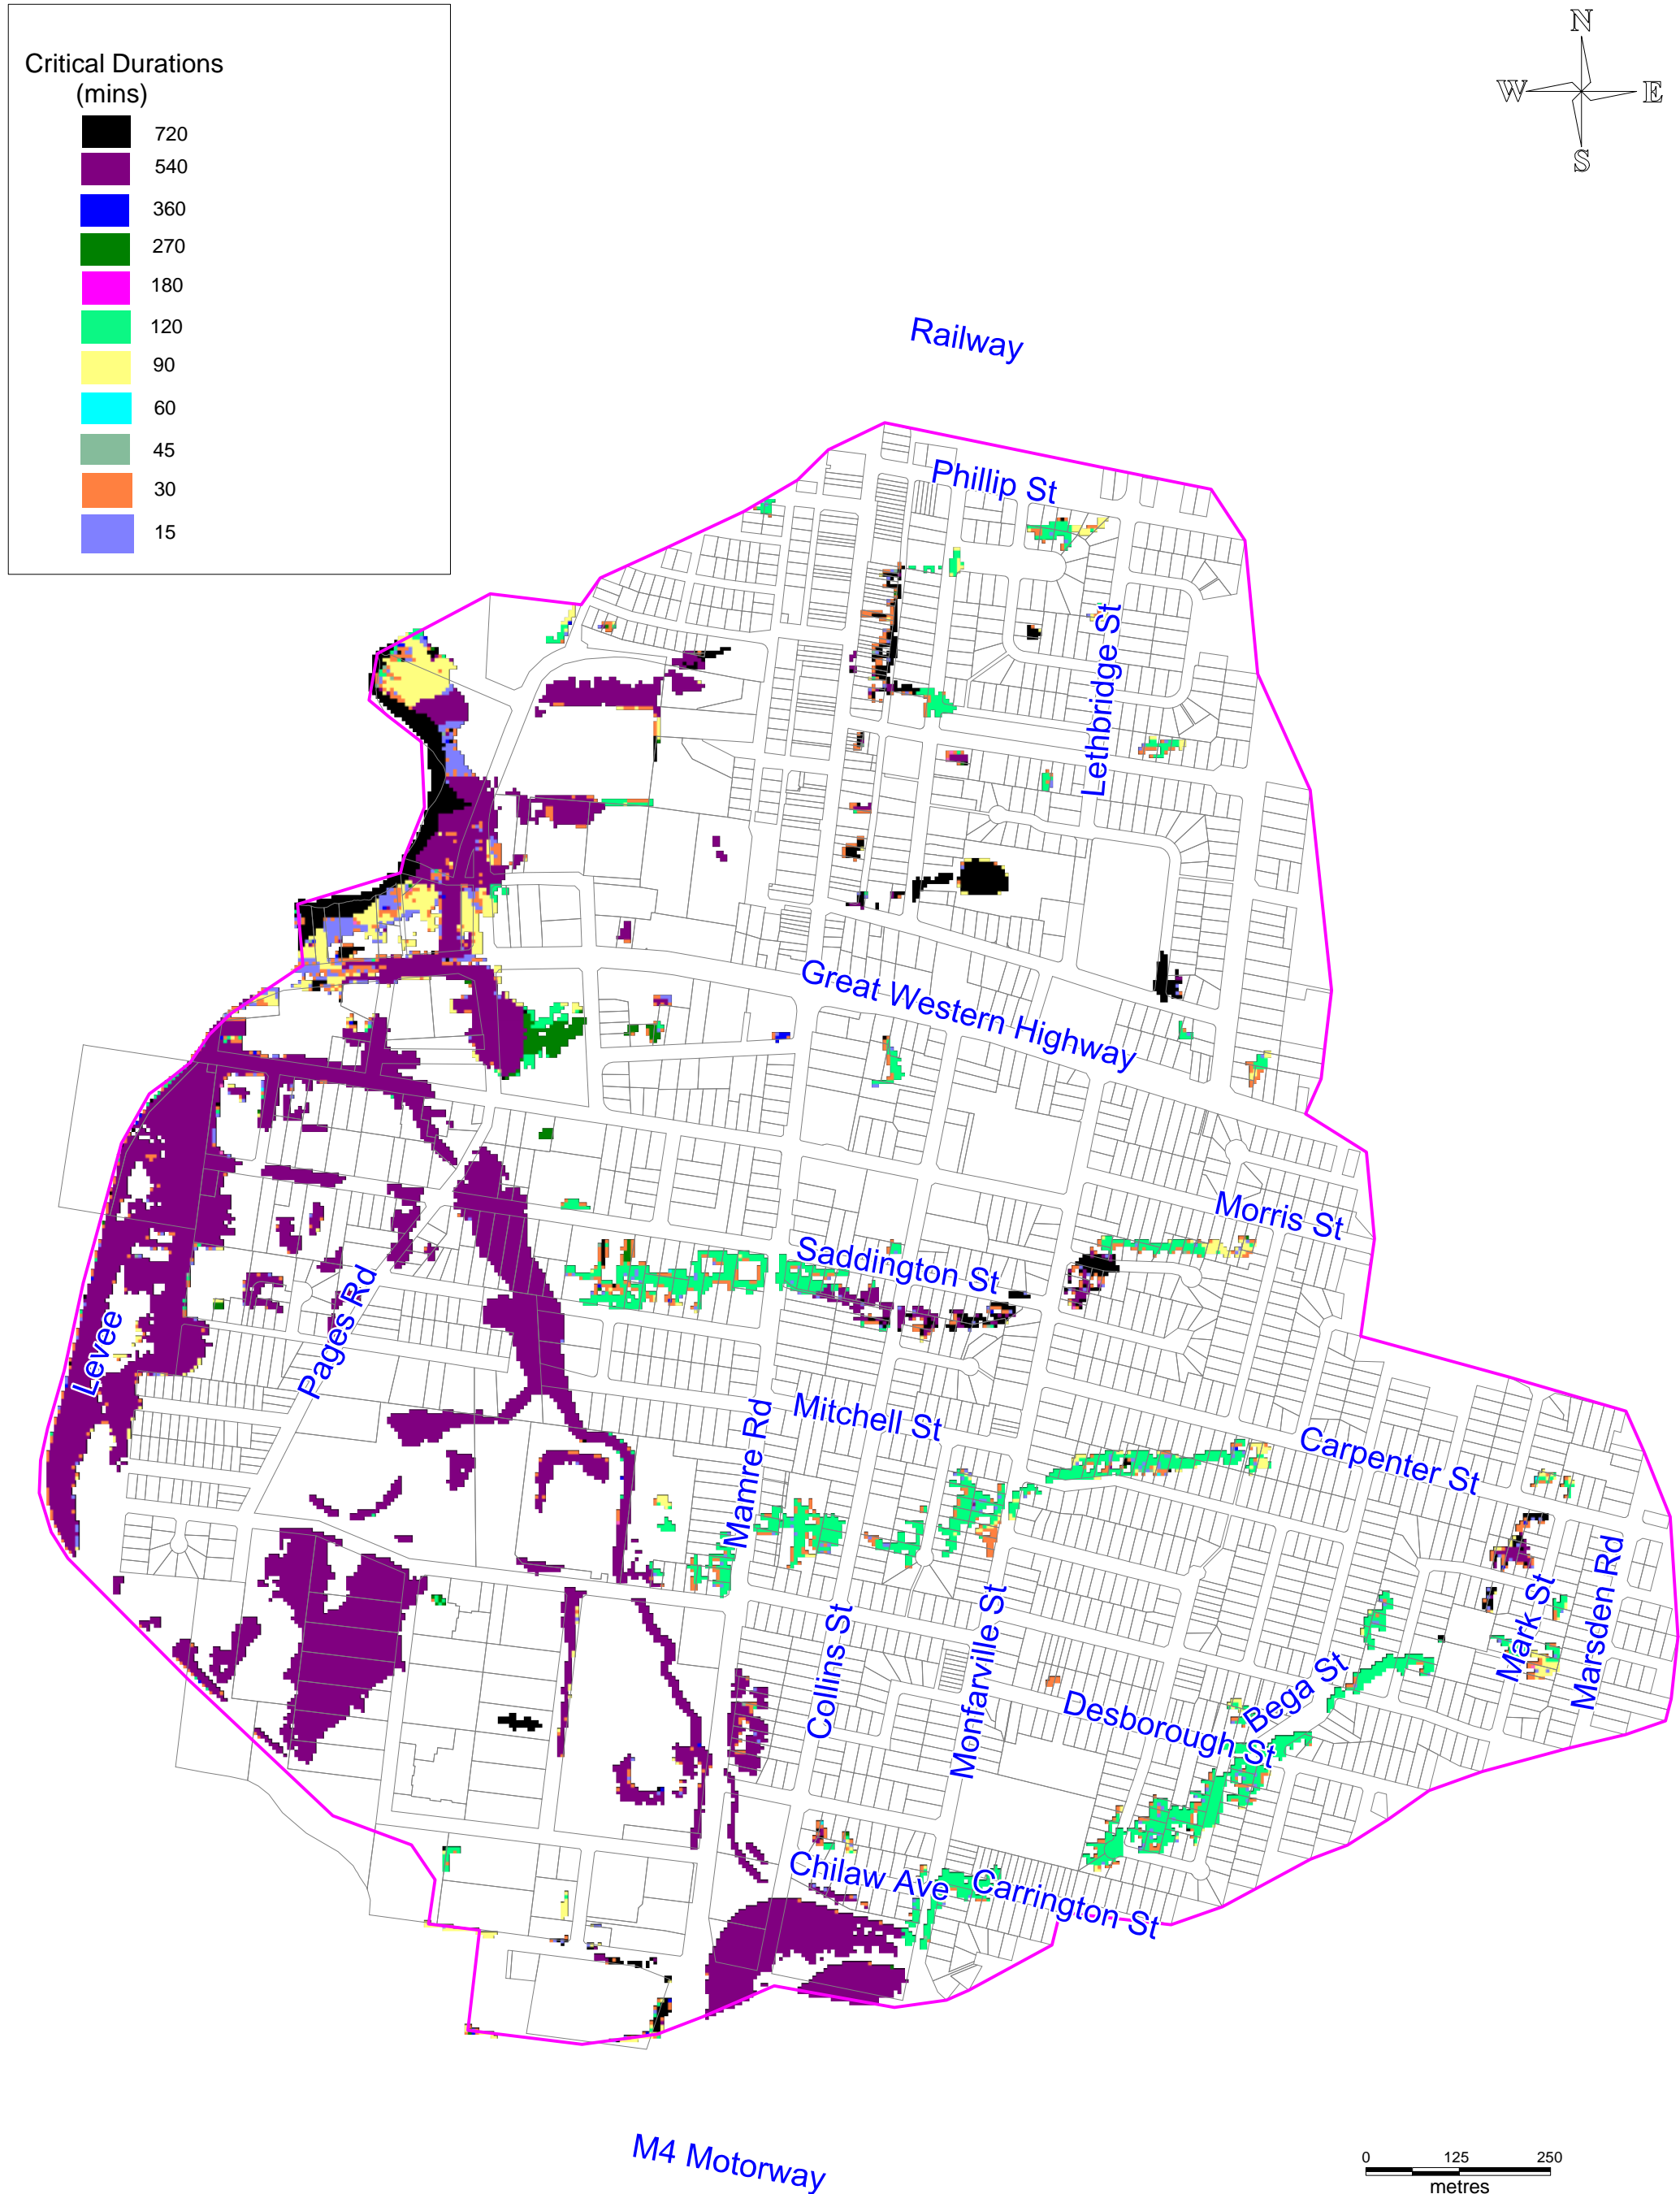 N
W E
S
Critical Durations
(mins)
720
540
360
270
180
120
90
60
45
30
15
Railway
Phillip St
Lethbridge St
Great Western Highway
Morris St
Saddington St
Levee
Pages Rd
Mitchell St
Mamre Rd
Carpenter St
Collins St
Monfarville St
Mark St
Marsden Rd
Bega St
Desborough St
Chilaw Ave
Carrington St
M4 Motorway
0 125 250
metres